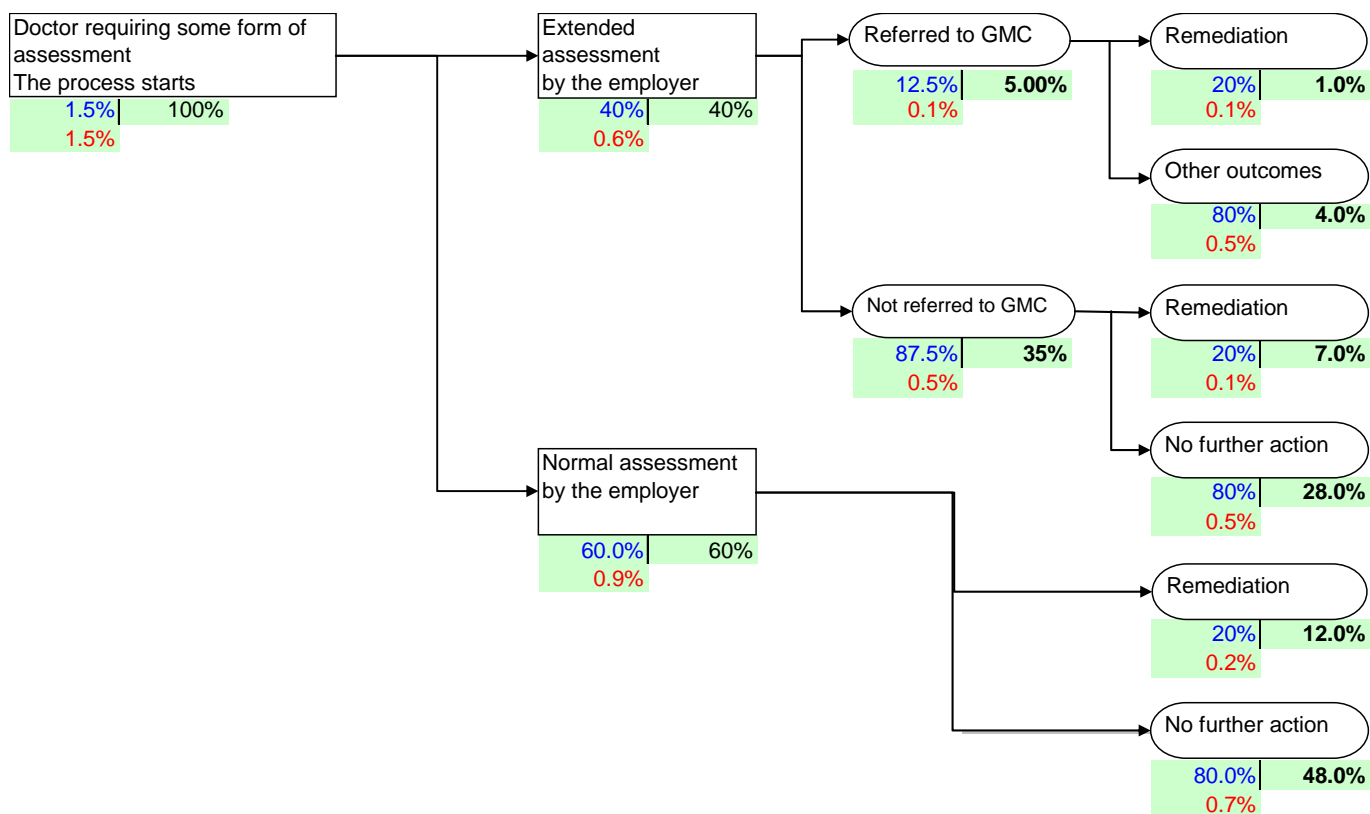 Doctor requiring some form of
assessment
The process starts
1.5% 100%
1.5%
Extended
assessment
by the employer
40% 40%
0.6%
Referred to GMC
12.5% 5.00%
0.1%
Remediation
20% 1.0%
0.1%
Other outcomes
80% 4.0%
0.5%
Not referred to GMC
87.5% 35%
0.5%
Remediation
20% 7.0%
0.1%
No further action
80% 28.0%
0.5%
Normal assessment
by the employer
60.0% 60%
0.9%
Remediation
20% 12.0%
0.2%
No further action
80.0% 48.0%
0.7%